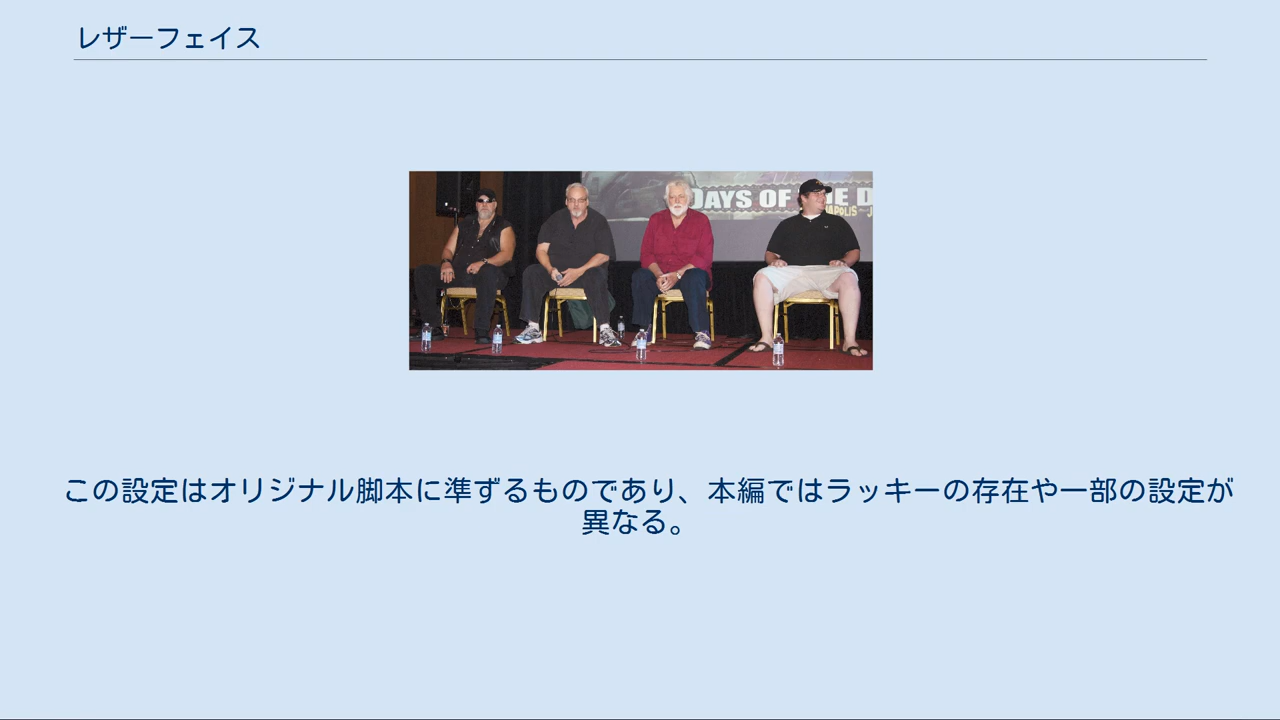 レザーフェイス
DAYS OF THE D
この設定はオリジナル脚本に準ずるものであり、本編ではラッキーの存在や一部の設定が
異なる。